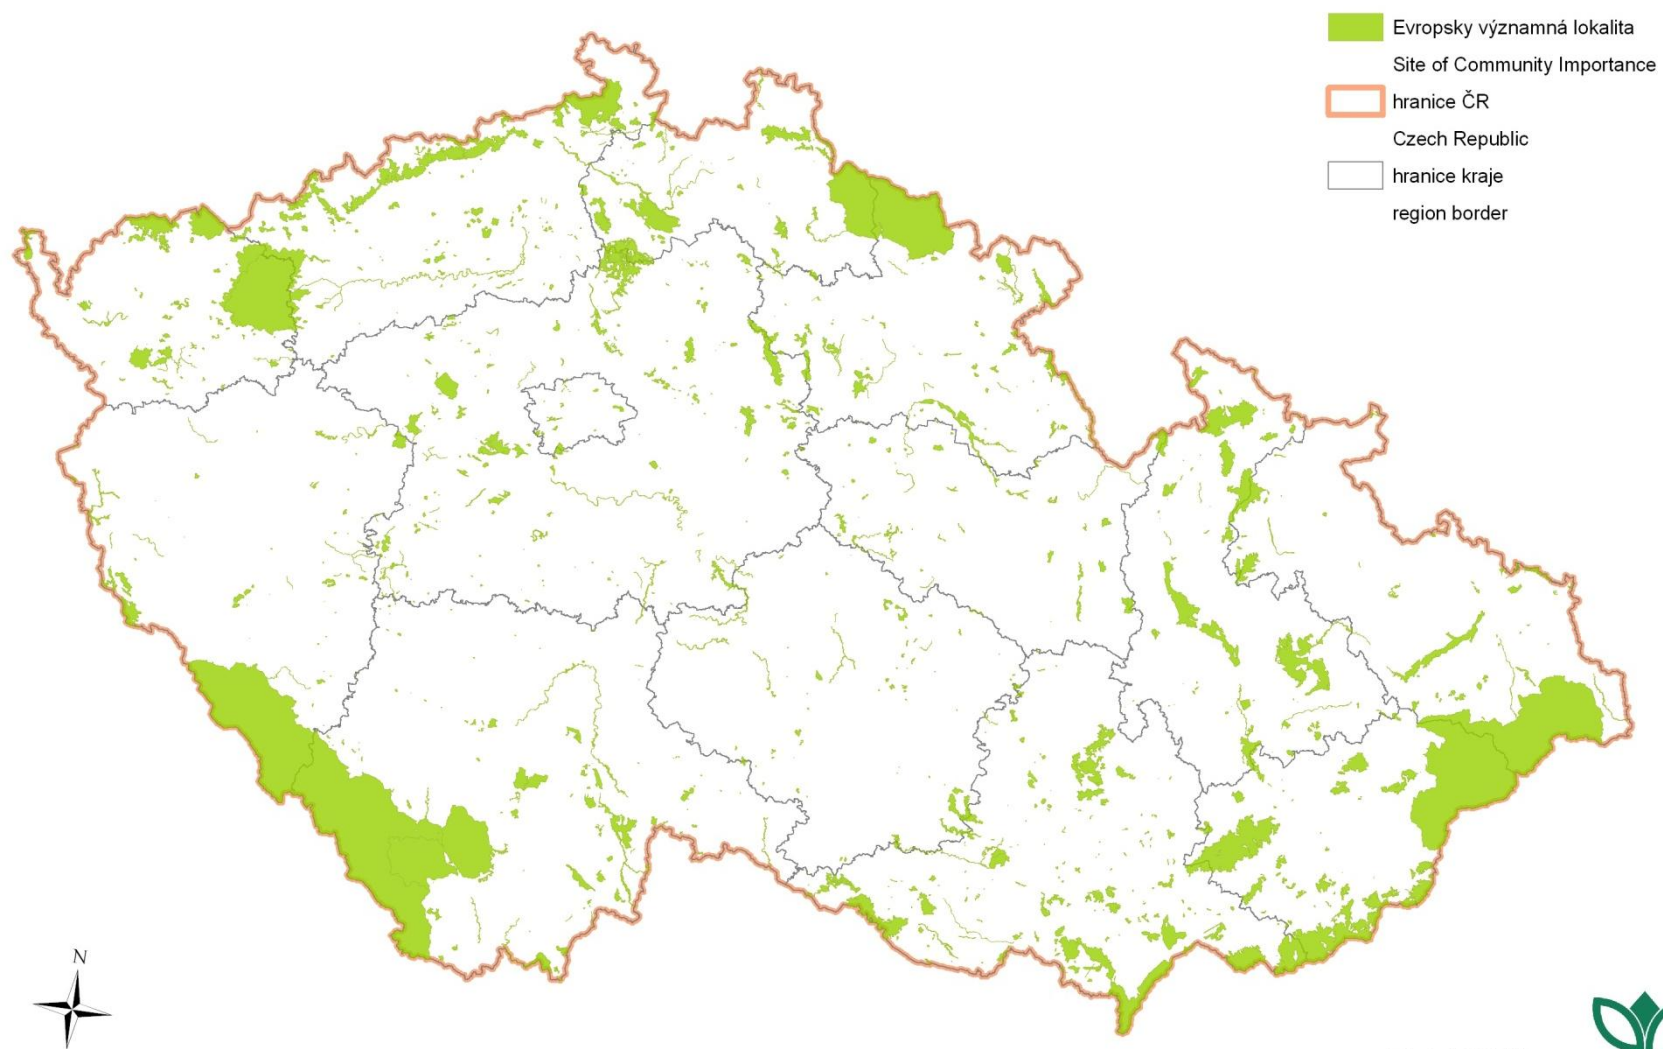 Evropsky významná lokalita
Site of Community Importance
hranice ČR
Czech Republic
hranice kraje
region border
N